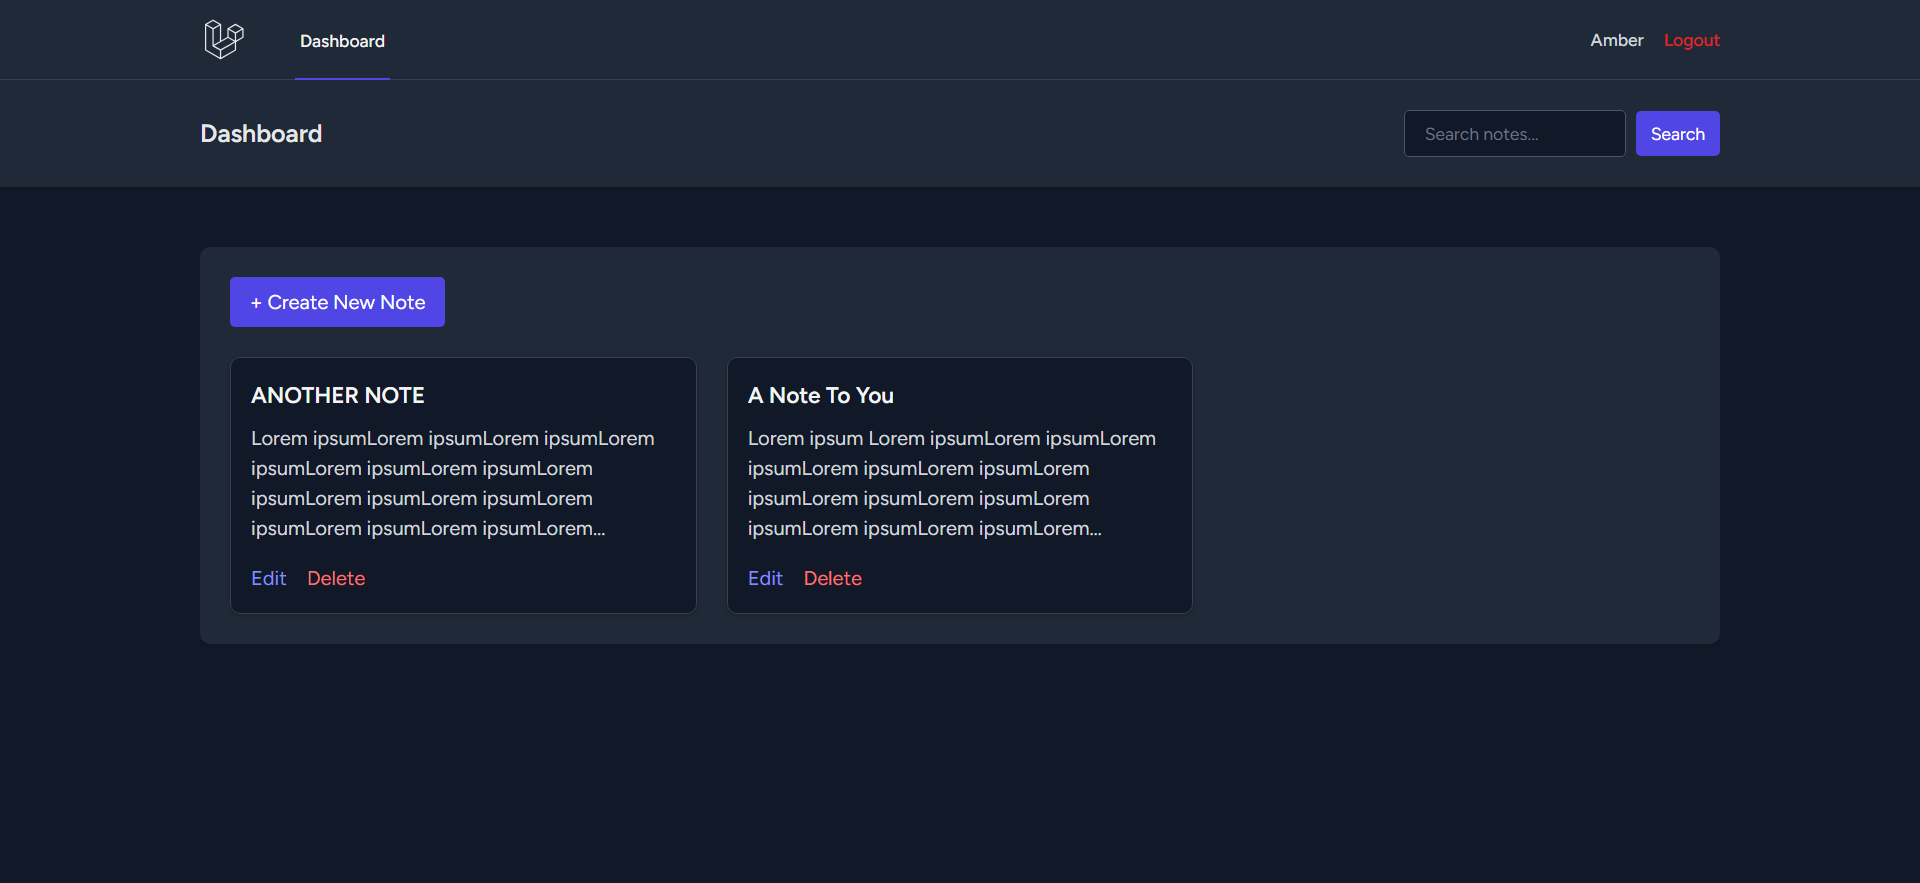 Dashboard
Amber
Logout
Dashboard
Search notes...
Search
+ Create New Note
ANOTHER NOTE
Lorem ipsumLorem ipsumLorem ipsumLorem
ipsumLorem ipsumLorem ipsumLorem
ipsumLorem ipsumLorem ipsumLorem
ipsumLorem ipsumLorem ipsumLorem...
Edit
Delete
A Note To You
Lorem ipsum Lorem ipsumLorem ipsumLorem
ipsumLorem ipsumLorem ipsumLorem
ipsumLorem ipsumLorem ipsumLorem
ipsumLorem ipsumLorem ipsumLorem...
Edit
Delete